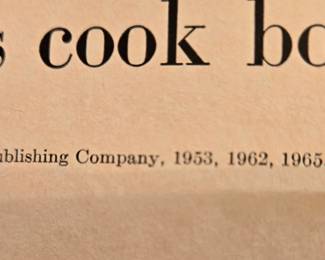 s cook bo
ublishing Company, 1953, 1962, 1965